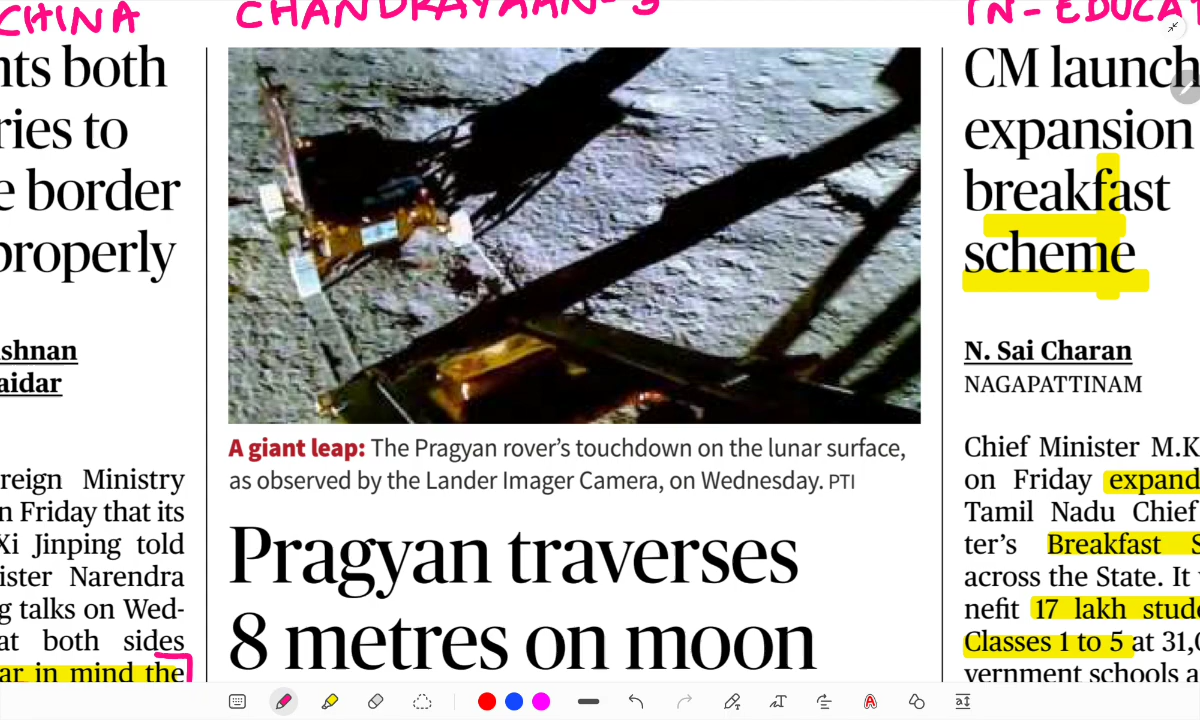 CHINA
CHANDRAYAAN-3
IN-EDUCAT
nts both
ries to
e border
properly
shnan
aidar
reign Ministry
n Friday that its
Xi Jinping told
ister Narendra
g talks on Wed-
at both sides
ar in mind the
A giant leap: The Pragyan rover's touchdown on the lunar surface,
as observed by the Lander Imager Camera, on Wednesday. PTI
Pragyan traverses
8 metres on moon
CM launch
expansion
breakfast
scheme
N. Sai Charan
NAGAPATTINAM
Chief Minister M.K
on Friday expand
Tamil Nadu Chief
ter's Breakfast S
across the State. It
nefit 17 lakh stude
Classes 1 to 5 at 31,0
vernment schools a